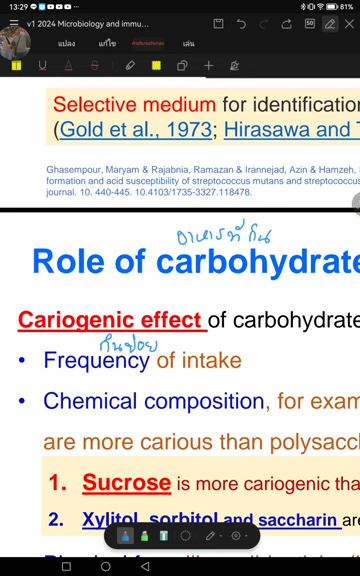 13:29
81%
v1 2024 Microbiology and immu...
50
แปลง
แก้ไข
เล่น
T U A S
Selective medium for identification
(Gold et al., 1973; Hirasawa and T
Ghasempour, Maryam & Rajabnia, Ramazan & Irannejad, Azin & Hamzeh,
formation and acid susceptibility of streptococcus mutans and streptococcus
journal. 10. 440-445. 10.4103/1735-3327.118478.
อาหารที่กิน
Role of carbohydrate
Cariogenic effect of carbohydrate
กินบ่อย
• Frequency of intake
• Chemical composition, for exam
are more carious than polysacc
1. Sucrose is more cariogenic tha
2. Xylitol, sorbitol and saccharin are